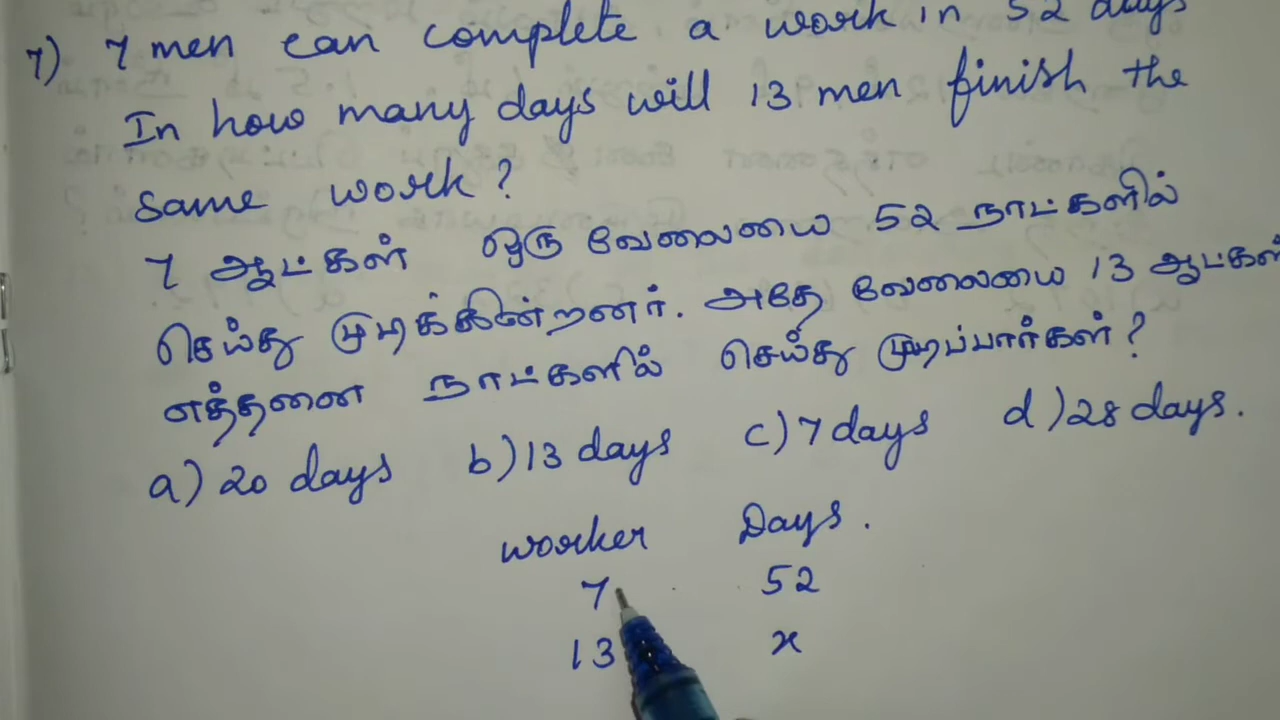 7) 7 men can complete a work in 52 days
In how many days will 13 men finish the
same work?
7 ஆட்கள் ஒரு வேலையை 52 நாட்களில்
செய்து முடிக்கின்றனர். அதே வேலையை 13 ஆட்கள்
எத்தனை நாட்களில் செய்து முடிப்பார்கள்?
a) 20 days b) 13 days c) 7 days d) 28 days.
worker Days.
7 52
13 x